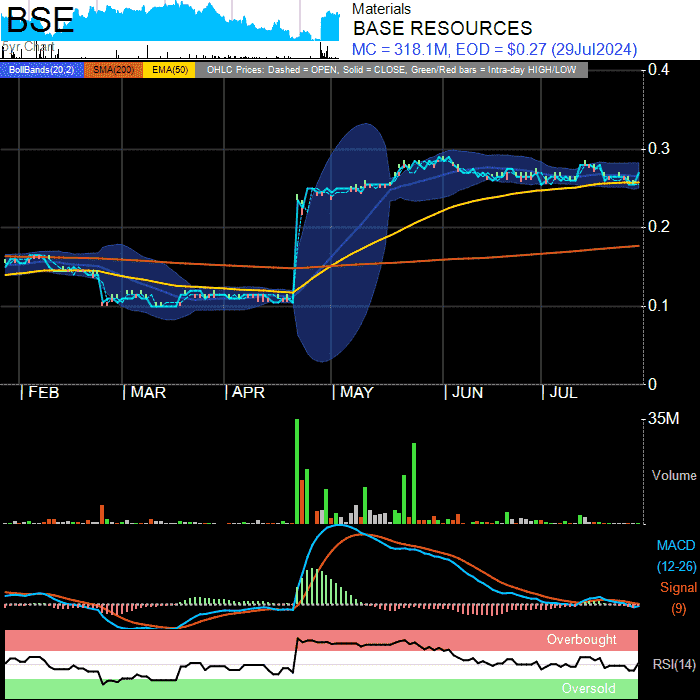 BSE
5yr Chart
Materials
BASE RESOURCES
MC = 318.1M, EOD = $0.27 (29Jul2024)
BollBands(20,2) SMA(200) EMA(50) OHLC Prices: Dashed = OPEN, Solid = CLOSE, Green/Red bars = Intra-day HIGH/LOW
0.4
0.3
0.2
0.1
0
| FEB | MAR | APR | MAY | JUN | JUL
35M
Volume
MACD
(12-26)
Signal
(9)
Overbought
RSI(14)
Oversold